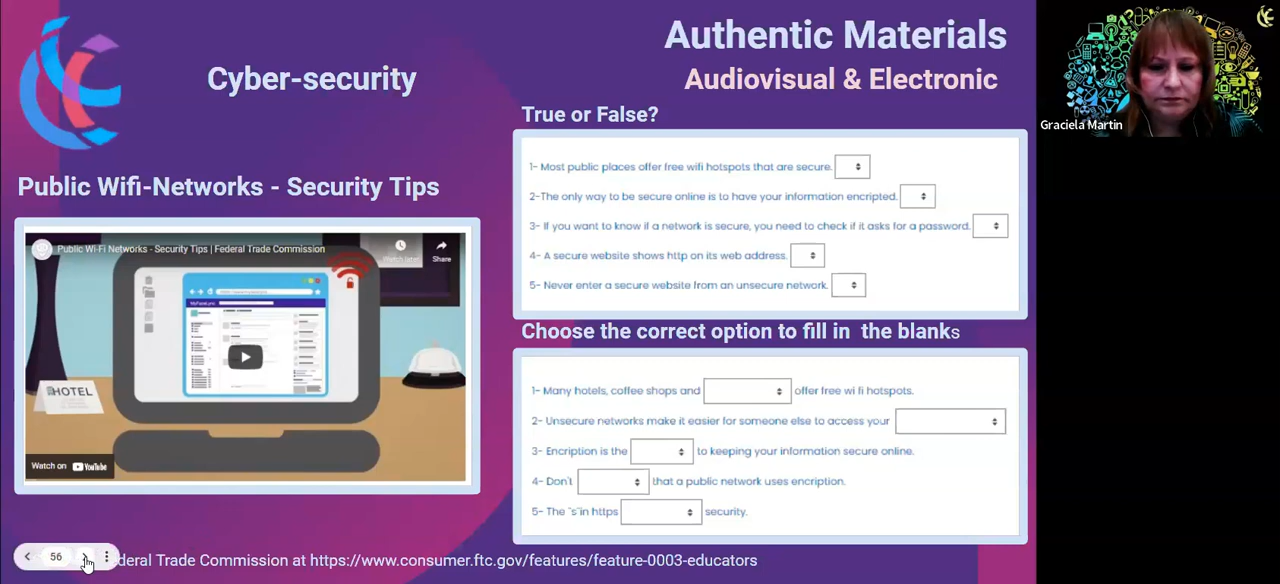 Authentic Materials
Audiovisual & Electronic
Cyber-security
Public Wifi-Networks - Security Tips
Public Wi-Fi Networks - Security Tips | Federal Trade Commission
Watch later
Share
HOTEL
Watch on YouTube
True or False?
1- Most public places offer free wifi hotspots that are secure.
2-The only way to be secure online is to have your information encripted.
3- If you want to know if a network is secure, you need to check if it asks for a password.
4- A secure website shows http on its web address.
5- Never enter a secure website from an unsecure network.
Choose the correct option to fill in the blanks
1- Many hotels, coffee shops and offer free wi fi hotspots.
2- Unsecure networks make it easier for someone else to access your
3- Encription is the to keeping your information secure online.
4- Don't that a public network uses encription.
5- The "s"in https security.
56
deral Trade Commission at https://www.consumer.ftc.gov/features/feature-0003-educators
Graciela Martin